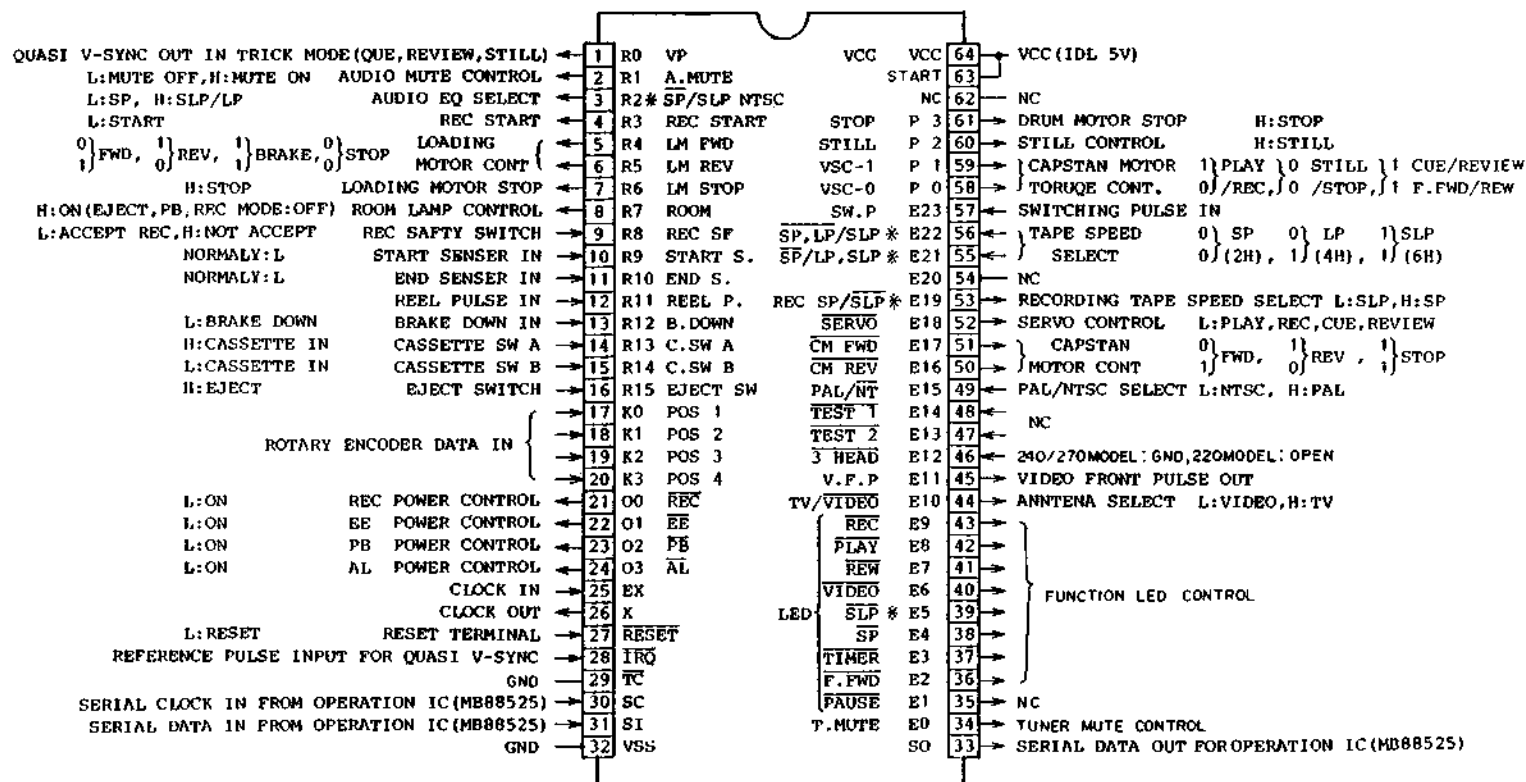 QUASI V-SYNC OUT IN TRICK MODE(QUE,REVIEW,STILL) 1 R0 VP VCC VCC 64 VCC(IDL 5V)
L:MUTE OFF,H:MUTE ON AUDIO MUTE CONTROL 2 R1 A.MUTE START 63
L:SP, H:SLP/LP AUDIO EQ SELECT 3 R2* SP/SLP NTSC NC 62 NC
L:START REC START 4 R3 REC START STOP P 3 61 DRUM MOTOR STOP H:STOP
0 1 }FWD, 1 0 }REV, 1 1 }BRAKE, 0 0 }STOP LOADING MOTOR CONT { 5 R4 LM FWD STILL P 2 60 STILL CONTROL H:STILL
6 R5 LM REV VSC-1 P 1 59 }CAPSTAN MOTOR 1 }PLAY }0 STILL }1 CUE/REVIEW
H:STOP LOADING MOTOR STOP 7 R6 LM STOP VSC-0 P 0 58 TORUQE CONT. 0 /REC, 0 /STOP, 1 F.FWD/REW
H:ON(EJECT,PB,REC MODE:OFF) ROOM LAMP CONTROL 8 R7 ROOM SW.P E23 57 SWITCHING PULSE IN
L:ACCEPT REC,H:NOT ACCEPT REC SAFTY SWITCH 9 R8 REC SF SP,LP/SLP * E22 56 }TAPE SPEED 0 } SP 0 } LP 1 }SLP
NORMALY:L START SENSER IN 10 R9 START S. SP/LP,SLP * E21 55 SELECT 0 (2H), 1 (4H), 1 (6H)
NORMALY:L END SENSER IN 11 R10 END S. E20 54 NC
REEL PULSE IN 12 R11 REEL P. REC SP/SLP* E19 53 RECORDING TAPE SPEED SELECT L:SLP,H:SP
L:BRAKE DOWN BRAKE DOWN IN 13 R12 B.DOWN SERVO E18 52 SERVO CONTROL L:PLAY,REC,CUE,REVIEW
H:CASSETTE IN CASSETTE SW A 14 R13 C.SW A CM FWD E17 51 }CAPSTAN 0 }FWD, 1 }REV , 1 }STOP
L:CASSETTE IN CASSETTE SW B 15 R14 C.SW B CM REV E16 50 MOTOR CONT 1 0 1
H:EJECT EJECT SWITCH 16 R15 EJECT SW PAL/NT E15 49 PAL/NTSC SELECT L:NTSC, H:PAL
17 K0 POS 1 TEST 1 E14 48 NC
ROTARY ENCODER DATA IN { 18 K1 POS 2 TEST 2 E13 47
19 K2 POS 3 3 HEAD E12 46 240/270MODEL:GND,220MODEL:OPEN
20 K3 POS 4 V.F.P E11 45 VIDEO FRONT PULSE OUT
L:ON REC POWER CONTROL 21 O0 REC TV/VIDEO E10 44 ANNTENA SELECT L:VIDEO,H:TV
L:ON EE POWER CONTROL 22 O1 EE REC E9 43
L:ON PB POWER CONTROL 23 O2 PB PLAY E8 42
L:ON AL POWER CONTROL 24 O3 AL REW E7 41
CLOCK IN 25 EX VIDEO E6 40 FUNCTION LED CONTROL
CLOCK OUT 26 X LED SLP * E5 39
L:RESET RESET TERMINAL 27 RESET SP E4 38
REFERENCE PULSE INPUT FOR QUASI V-SYNC 28 IRQ TIMER E3 37
GND 29 TC F.FWD E2 36
SERIAL CLOCK IN FROM OPERATION IC(MB88525) 30 SC PAUSE E1 35 NC
SERIAL DATA IN FROM OPERATION IC(MB88525) 31 SI T.MUTE E0 34 TUNER MUTE CONTROL
GND 32 VSS SO 33 SERIAL DATA OUT FOR OPERATION IC(MB88525)